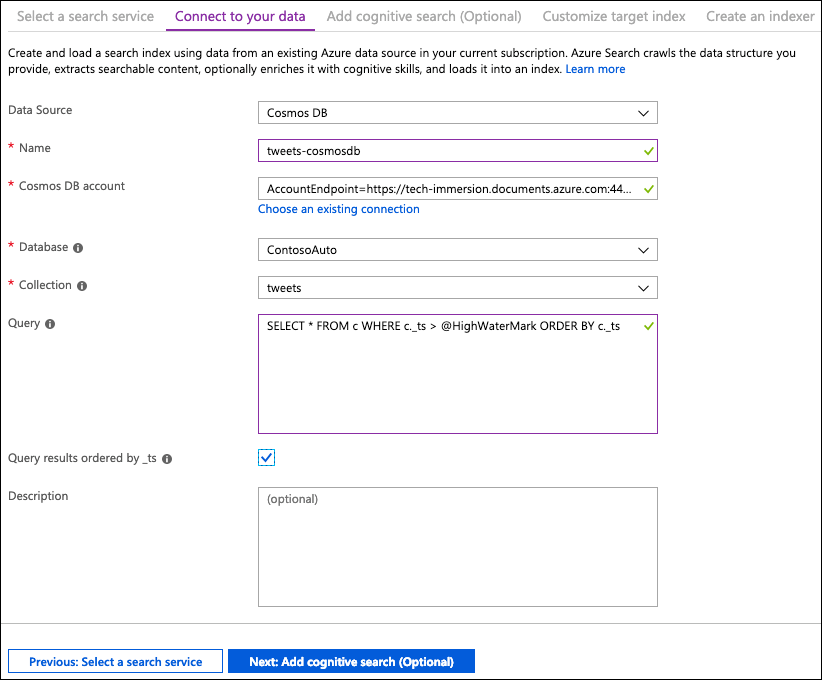 Select a search service Connect to your data Add cognitive search (Optional) Customize target index Create an indexer
Create and load a search index using data from an existing Azure data source in your current subscription. Azure Search crawls the data structure you
provide, extracts searchable content, optionally enriches it with cognitive skills, and loads it into an index. Learn more
Data Source Cosmos DB
* Name tweets-cosmosdb
* Cosmos DB account AccountEndpoint=https://tech-immersion.documents.azure.com:44...
Choose an existing connection
* Database ContosoAuto
* Collection tweets
Query SELECT * FROM c WHERE c._ts > @HighWaterMark ORDER BY c._ts
Query results ordered by _ts
Description (optional)
Previous: Select a search service Next: Add cognitive search (Optional)